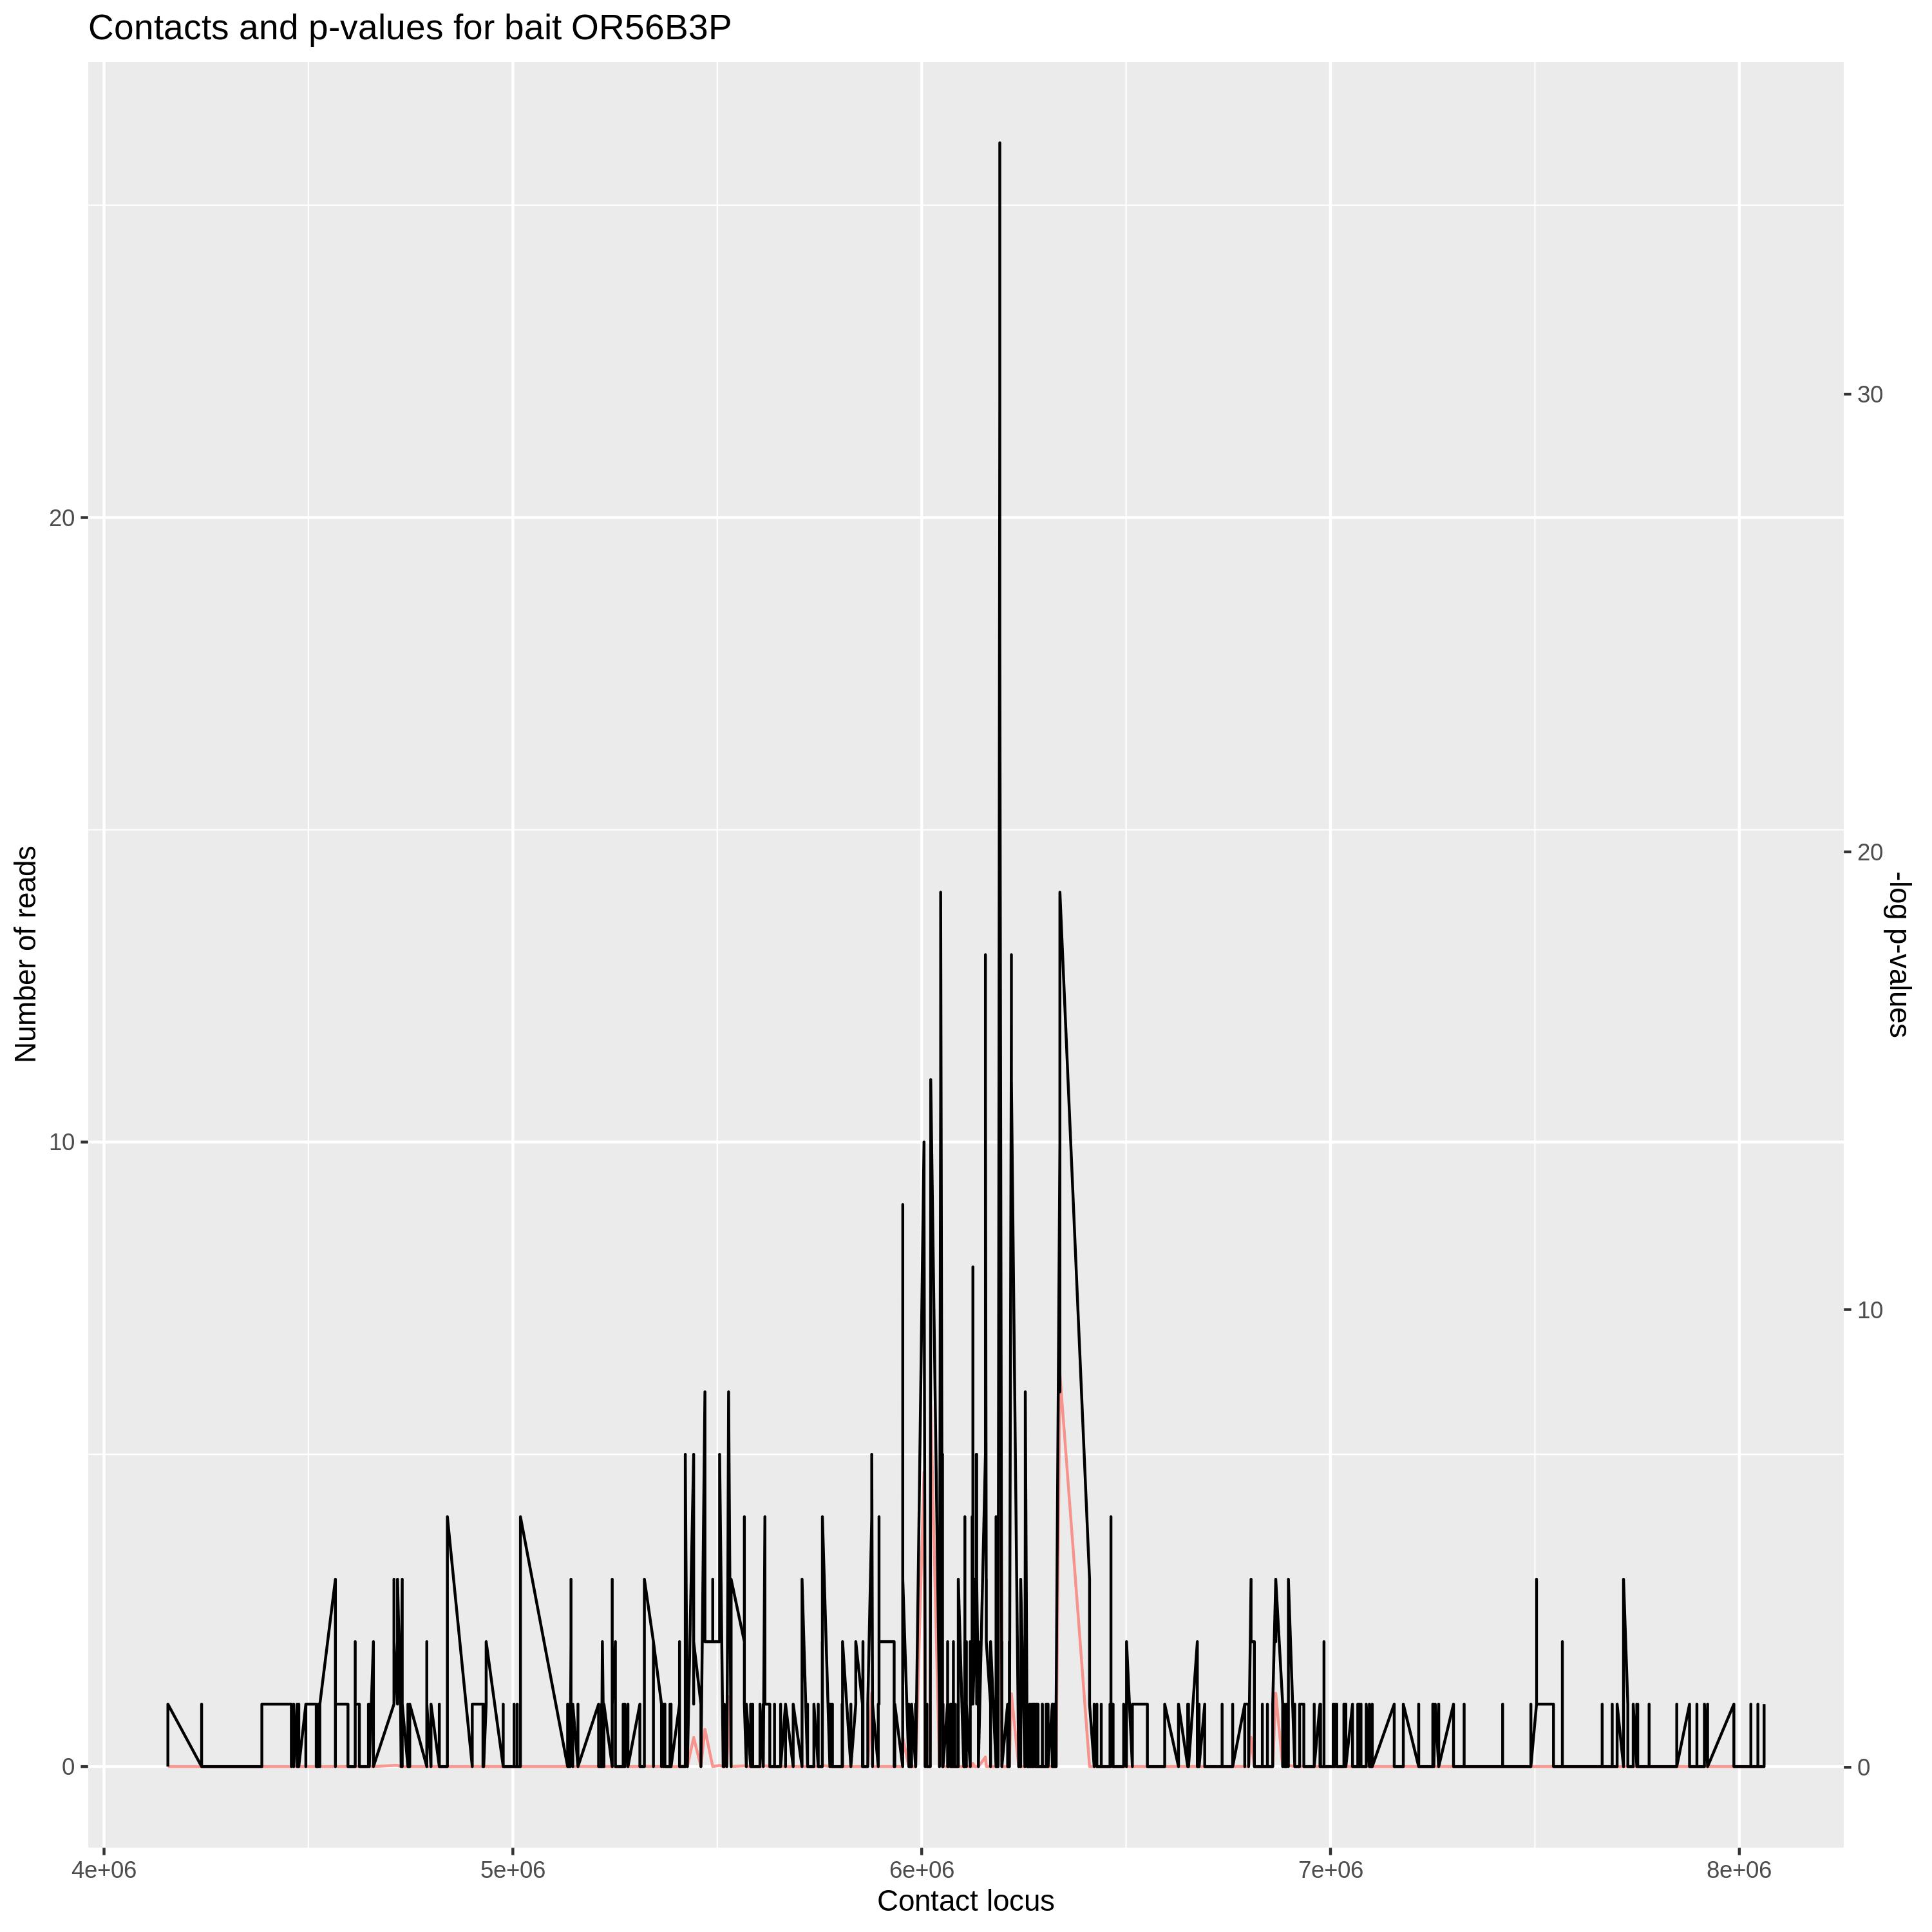 Contacts and p-values for bait OR56B3P
Number of reads
20
10
0
30
20
10
0
-log p-values
4e+06 5e+06 6e+06 7e+06 8e+06
Contact locus